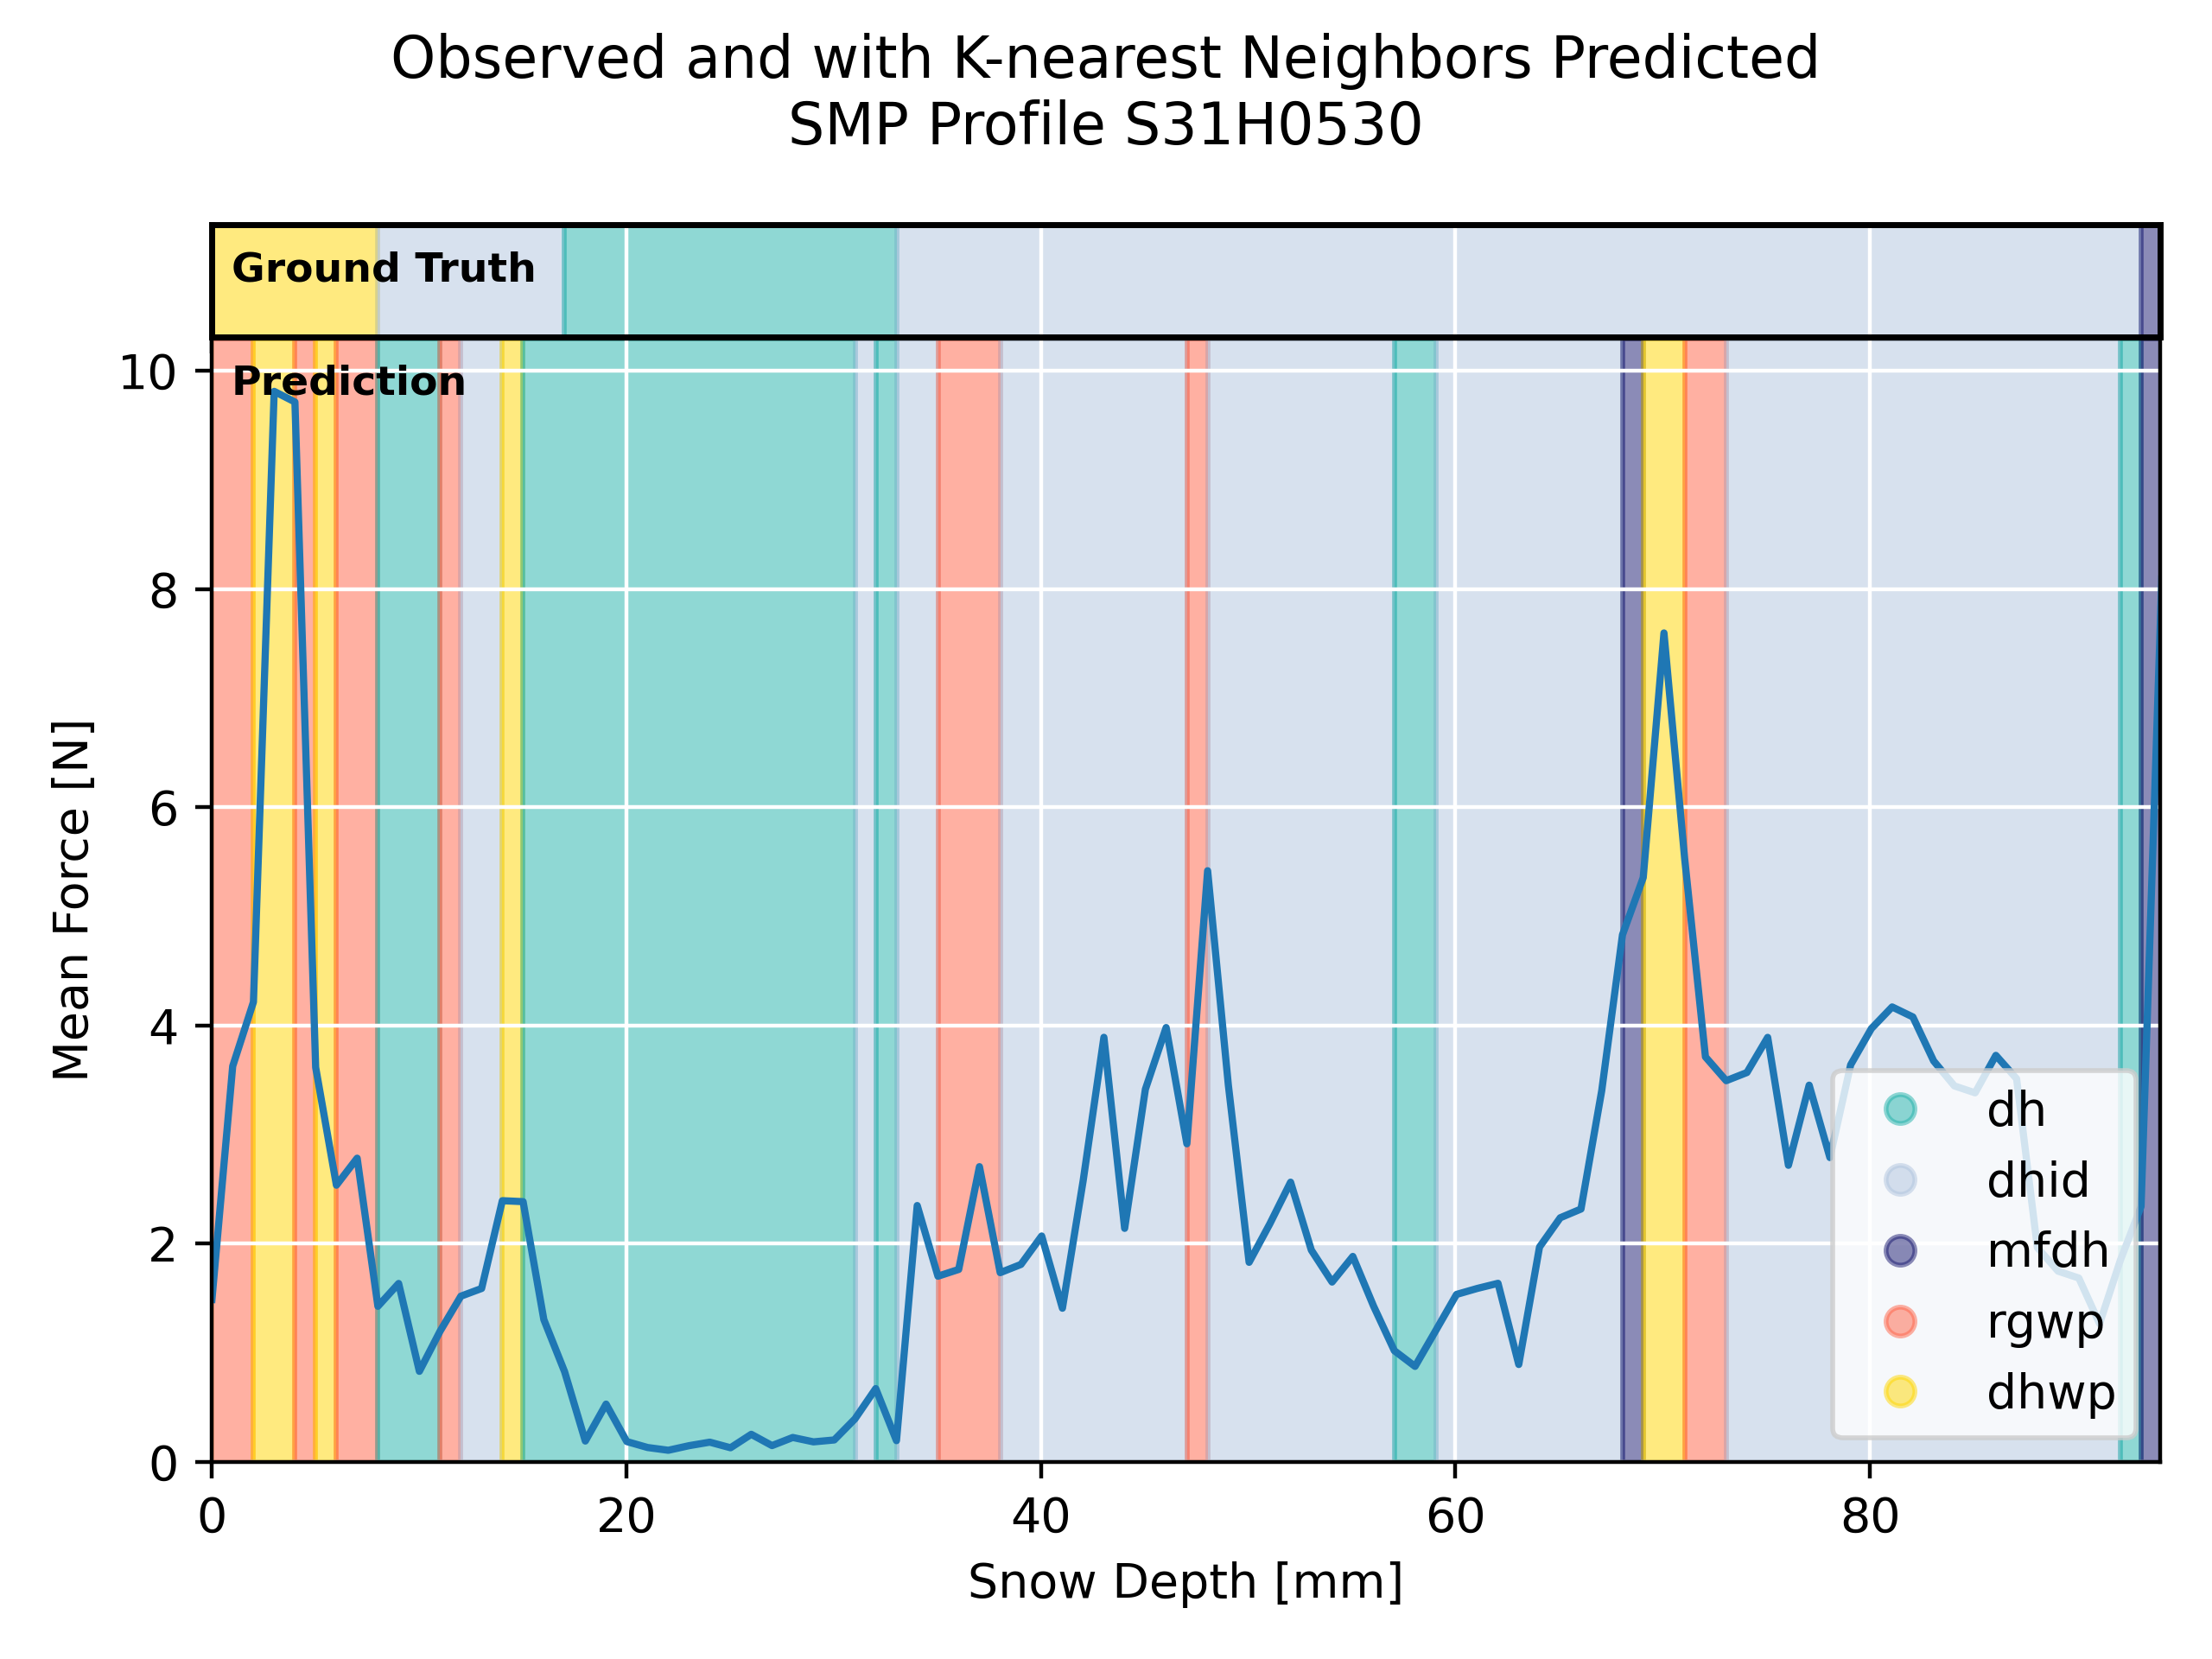 Observed and with K-nearest Neighbors Predicted
SMP Profile S31H0530
Ground Truth
Prediction
10
8
6
4
2
0
Mean Force [N]
0 20 40 60 80
Snow Depth [mm]
dh
dhid
mfdh
rgwp
dhwp